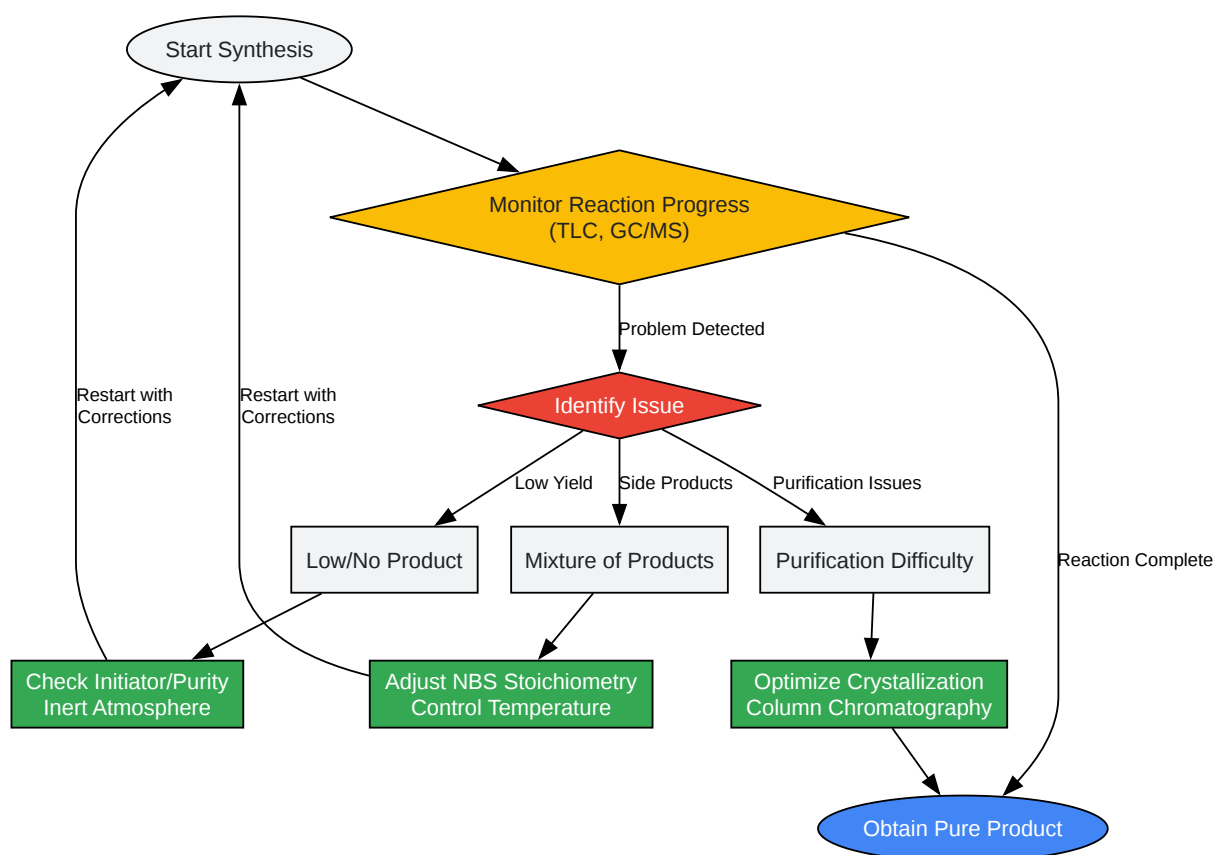 Start Synthesis
Monitor Reaction Progress
(TLC, GC/MS)
Problem Detected
Restart with
Corrections
Restart with
Corrections
Identify Issue
Low Yield
Side Products
Purification Issues
Low/No Product
Mixture of Products
Purification Difficulty
Reaction Complete
Check Initiator/Purity
Inert Atmosphere
Adjust NBS Stoichiometry
Control Temperature
Optimize Crystallization
Column Chromatography
Obtain Pure Product